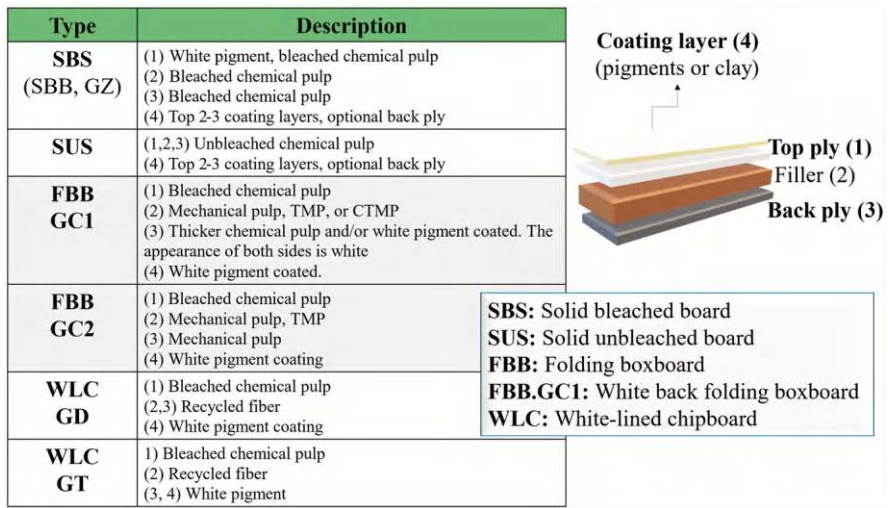 Type Description
SBS
(SBB, GZ)
(1) White pigment, bleached chemical pulp
(2) Bleached chemical pulp
(3) Bleached chemical pulp
(4) Top 2-3 coating layers, optional back ply
SUS
(1,2,3) Unbleached chemical pulp
(4) Top 2-3 coating layers, optional back ply
FBB
GC1
(1) Bleached chemical pulp
(2) Mechanical pulp, TMP, or CTMP
(3) Thicker chemical pulp and/or white pigment coated. The
appearance of both sides is white
(4) White pigment coated.
FBB
GC2
(1) Bleached chemical pulp
(2) Mechanical pulp, TMP
(3) Mechanical pulp
(4) White pigment coating
WLC
GD
(1) Bleached chemical pulp
(2,3) Recycled fiber
(4) White pigment coating
WLC
GT
1) Bleached chemical pulp
(2) Recycled fiber
(3, 4) White pigment
Coating layer (4)
(pigments or clay)
Top ply (1)
Filler (2)
Back ply (3)
SBS: Solid bleached board
SUS: Solid unbleached board
FBB: Folding boxboard
FBB.GC1: White back folding boxboard
WLC: White-lined chipboard